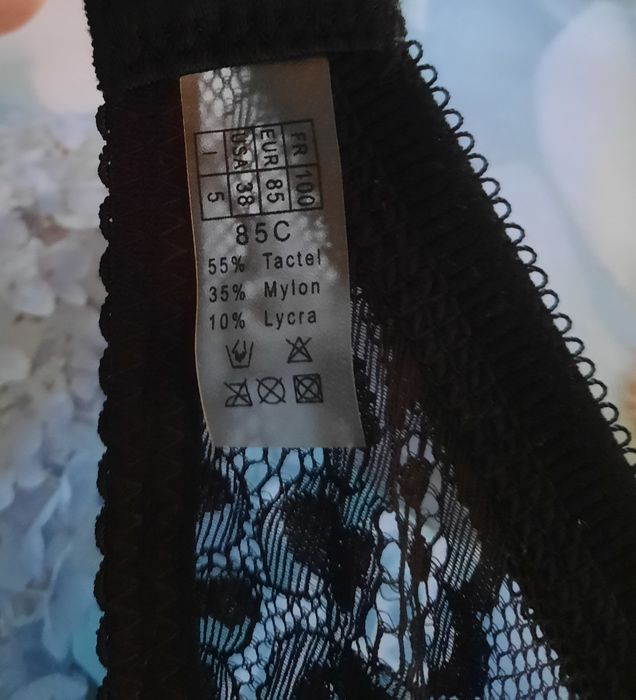 FR 100
EUR 85
USA 38
I 5
85C
55% Tactel
35% Mylon
10% Lycra